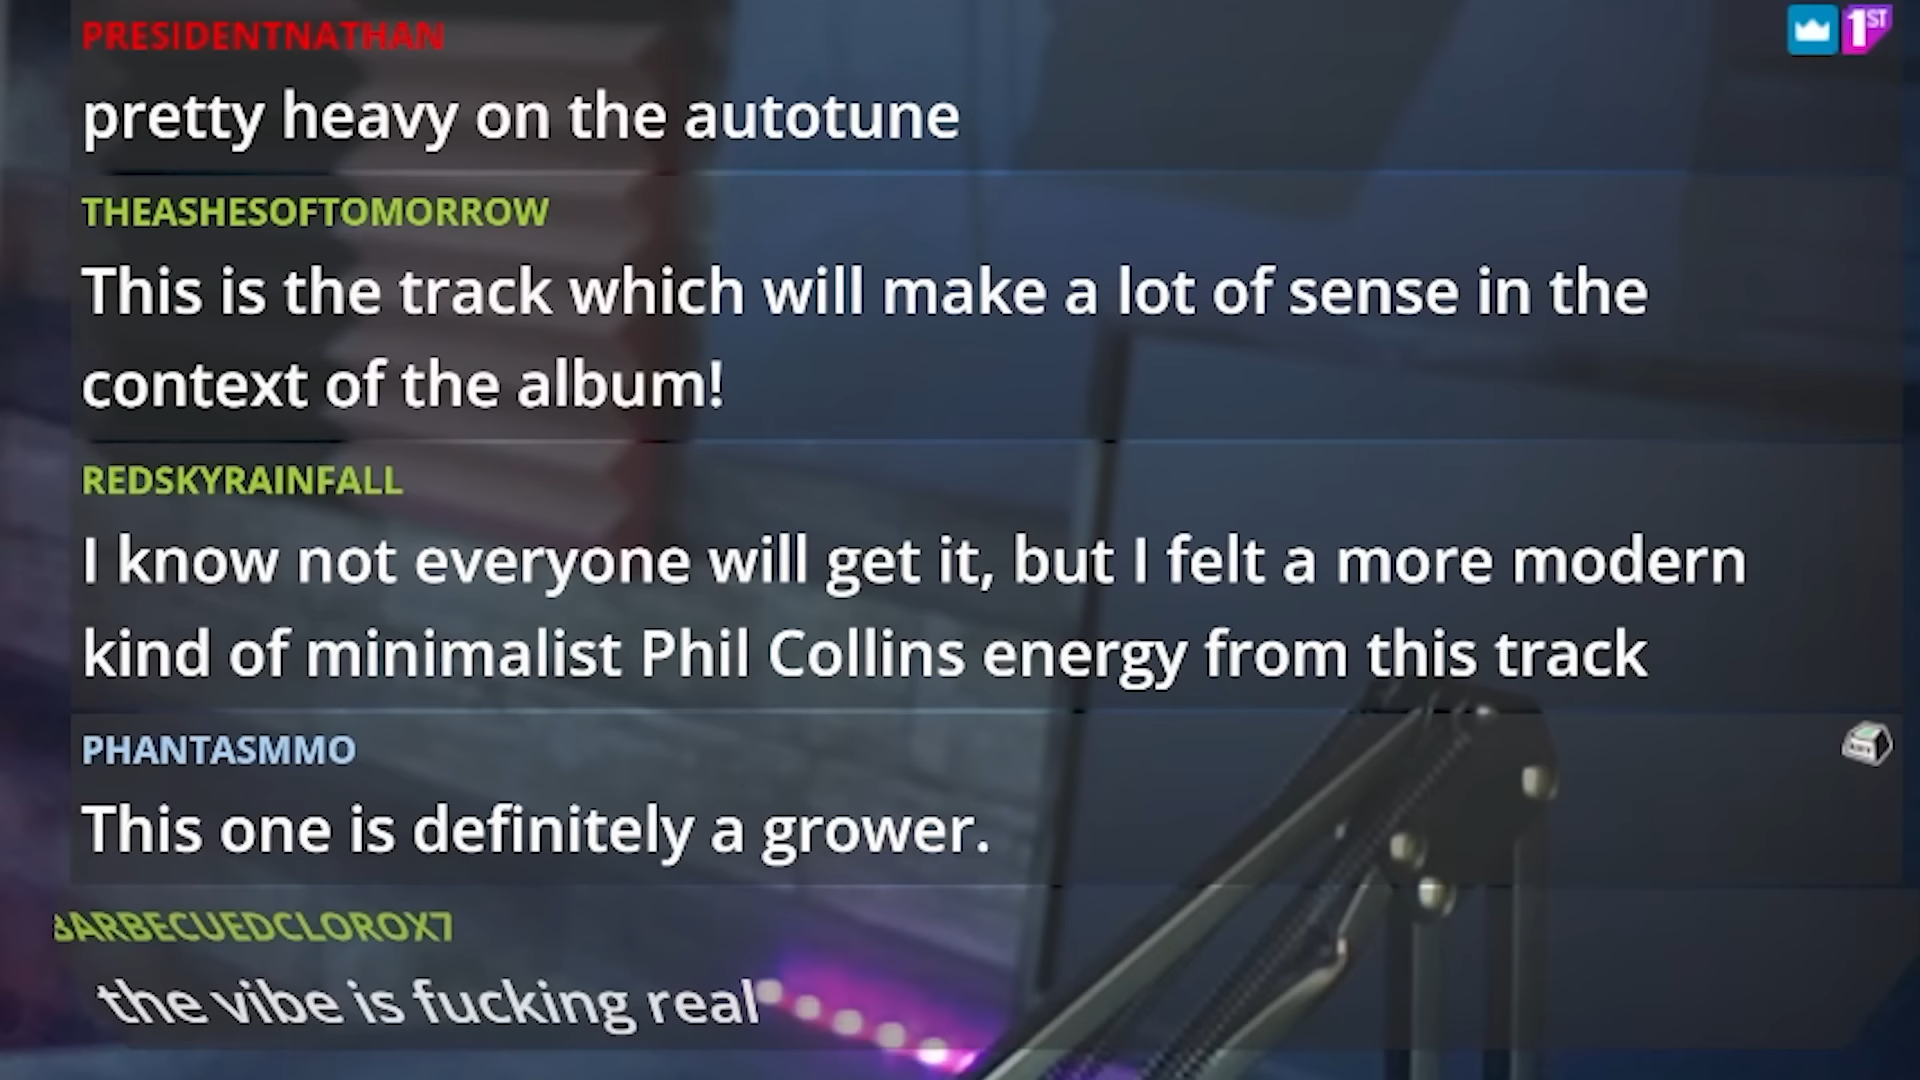 PRESIDENTNATHAN
1ST
pretty heavy on the autotune
THEASHESOFTOMORROW
This is the track which will make a lot of sense in the
context of the album!
REDSKYRAINFALL
I know not everyone will get it, but I felt a more modern
kind of minimalist Phil Collins energy from this track
PHANTASMMO
This one is definitely a grower.
BARBECUEDCLOROX7
the vibe is fucking real